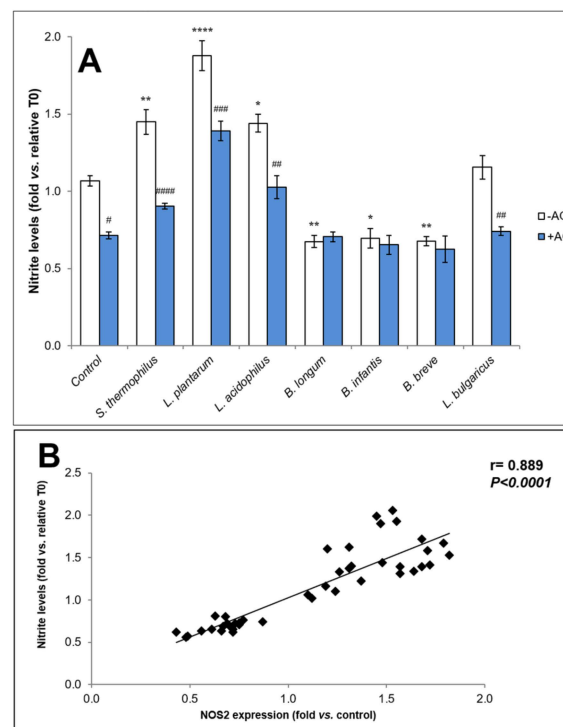 A
Nitrite levels (fold vs. relative T0)
2.0
1.5
1.0
0.5
0.0
#
**
####
****
###
*
##
**
*
**
##
-AG
+AG
Control
S. thermophilus
L. plantarum
L. acidophilus
B. longum
B. infantis
B. breve
L. bulgaricus
B
r= 0.889
P<0.0001
Nitrite levels (fold vs. relative T0)
2.5
2.0
1.5
1.0
0.5
0.0
0.0 0.5 1.0 1.5 2.0
NOS2 expression (fold vs. control)